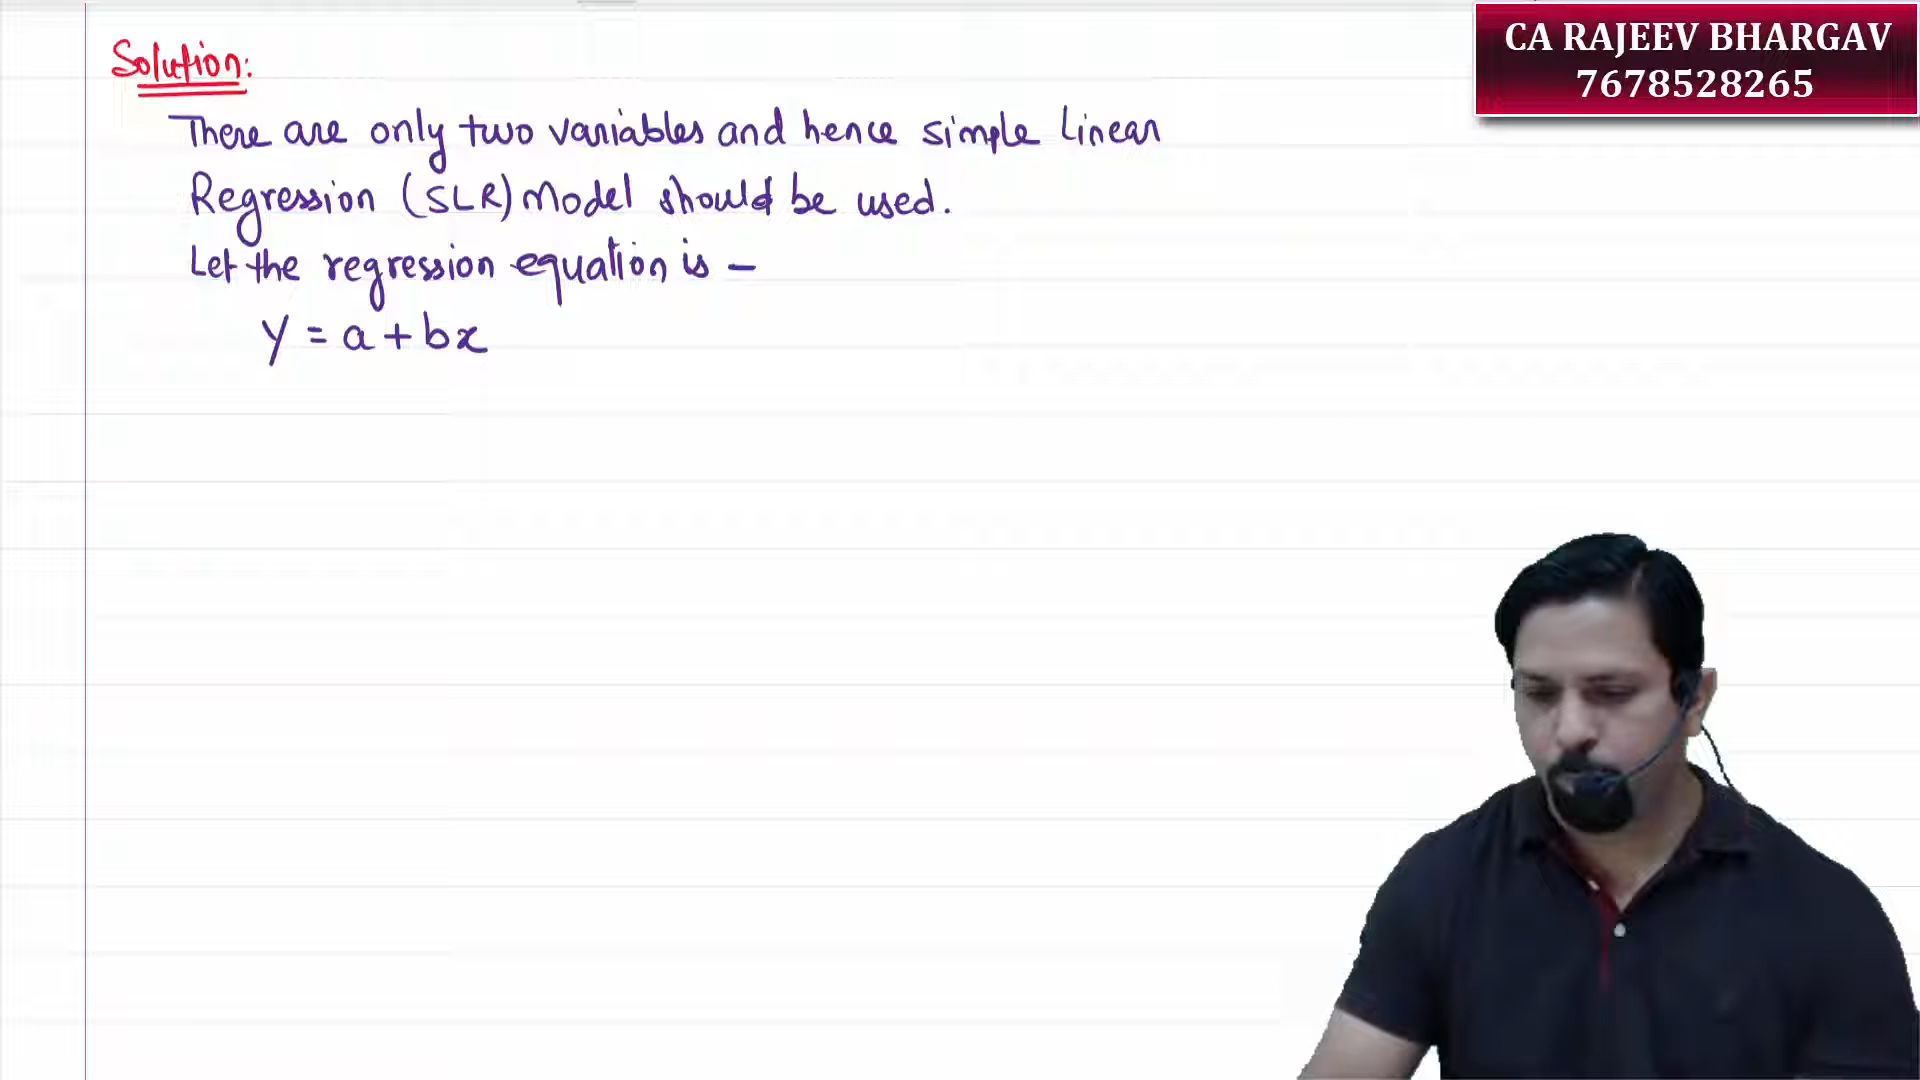 Solution:
There are only two variables and hence simple Linear
Regression (SLR) Model should be used.
Let the regression equation is -
Y = a + bx
CA RAJEEV BHARGAV
7678528265